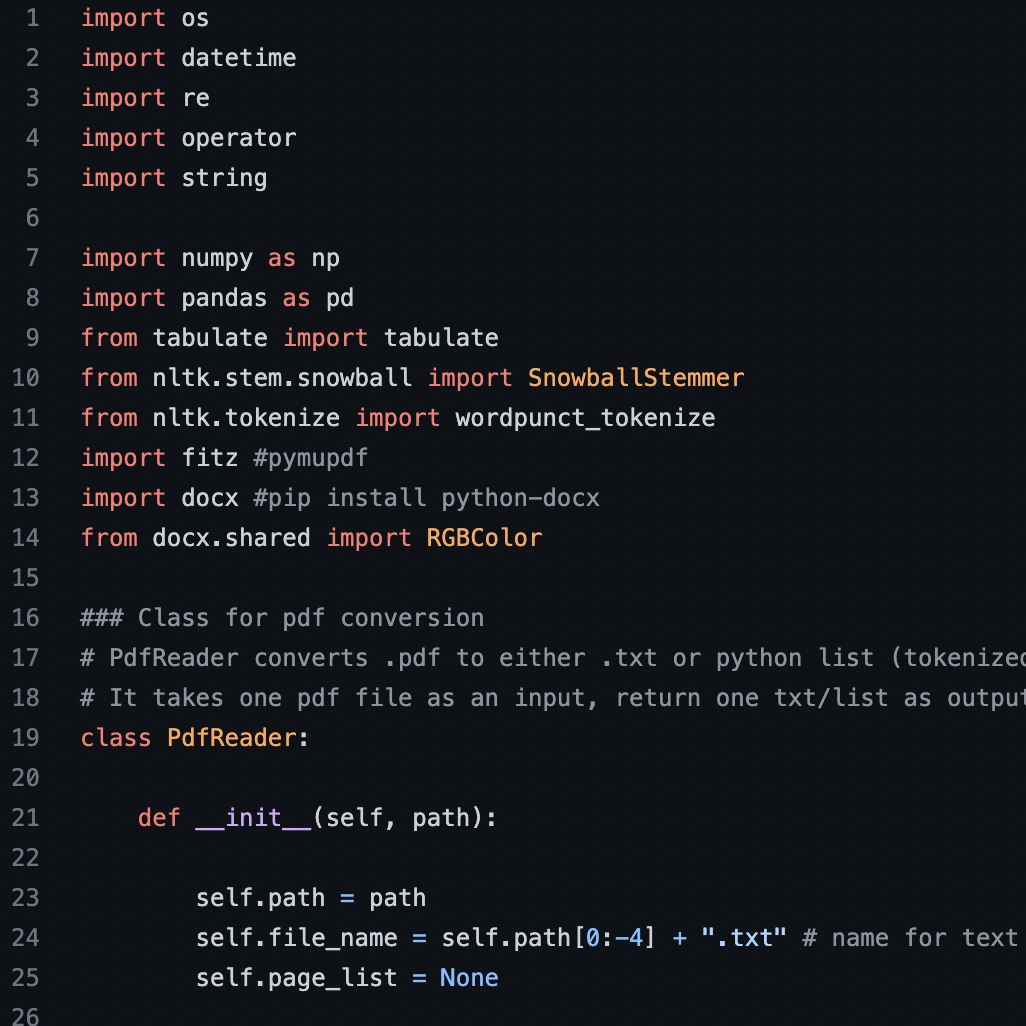 1 import os
2 import datetime
3 import re
4 import operator
5 import string
6
7 import numpy as np
8 import pandas as pd
9 from tabulate import tabulate
10 from nltk.stem.snowball import SnowballStemmer
11 from nltk.tokenize import wordpunct_tokenize
12 import fitz #pymupdf
13 import docx #pip install python-docx
14 from docx.shared import RGBColor
15
16 ### Class for pdf conversion
17 # PdfReader converts .pdf to either .txt or python list (tokenized
18 # It takes one pdf file as an input, return one txt/list as output
19 class PdfReader:
20
21     def __init__(self, path):
22
23         self.path = path
24         self.file_name = self.path[0:-4] + ".txt" # name for text
25         self.page_list = None
26